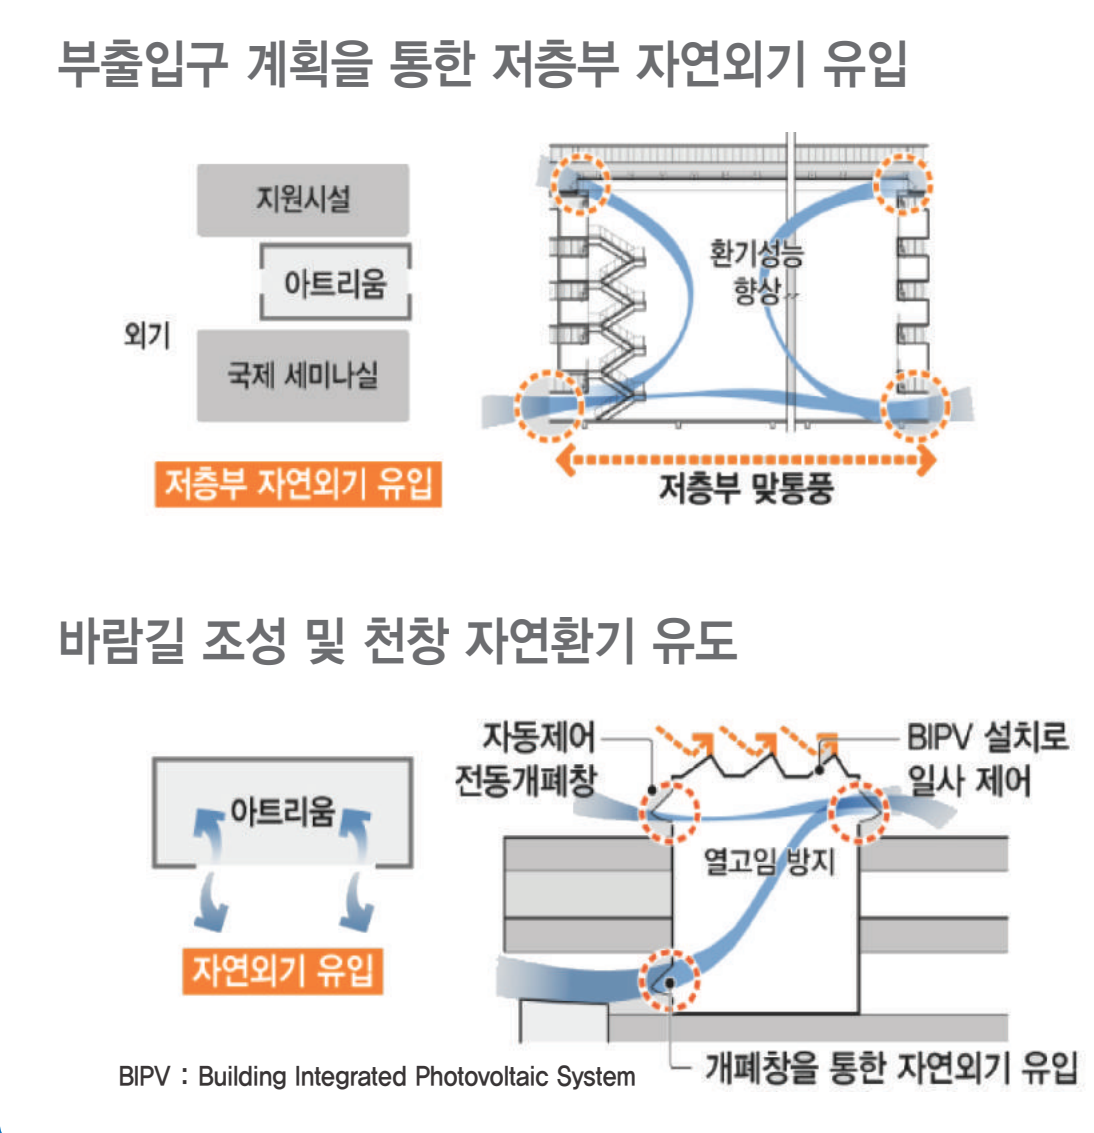 부출입구 계획을 통한 저층부 자연외기 유입
지원시설
아트리움
외기
국제 세미나실
저층부 자연외기 유입
환기성능
향상
저층부 맞통풍
바람길 조성 및 천창 자연환기 유도
아트리움
자연외기 유입
자동제어
전동개폐창
BIPV 설치로
일사 제어
열고임 방지
개폐창을 통한 자연외기 유입
BIPV : Building Integrated Photovoltaic System